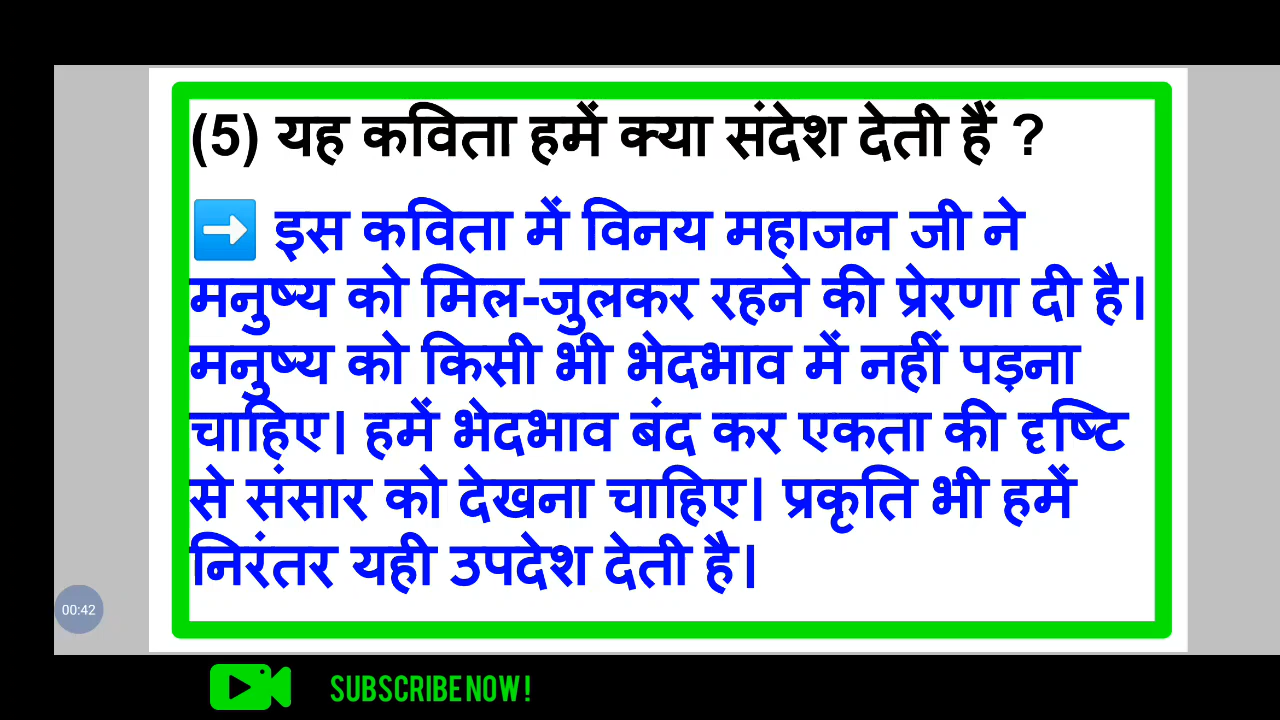 (5) यह कविता हमें क्या संदेश देती हैं ?
➡ इस कविता में विनय महाजन जी ने
मनुष्य को मिल-जुलकर रहने की प्रेरणा दी है।
मनुष्य को किसी भी भेदभाव में नहीं पड़ना
चाहिए। हमें भेदभाव बंद कर एकता की दृष्टि
से संसार को देखना चाहिए। प्रकृति भी हमें
निरंतर यही उपदेश देती है।
00:42
SUBSCRIBE NOW !